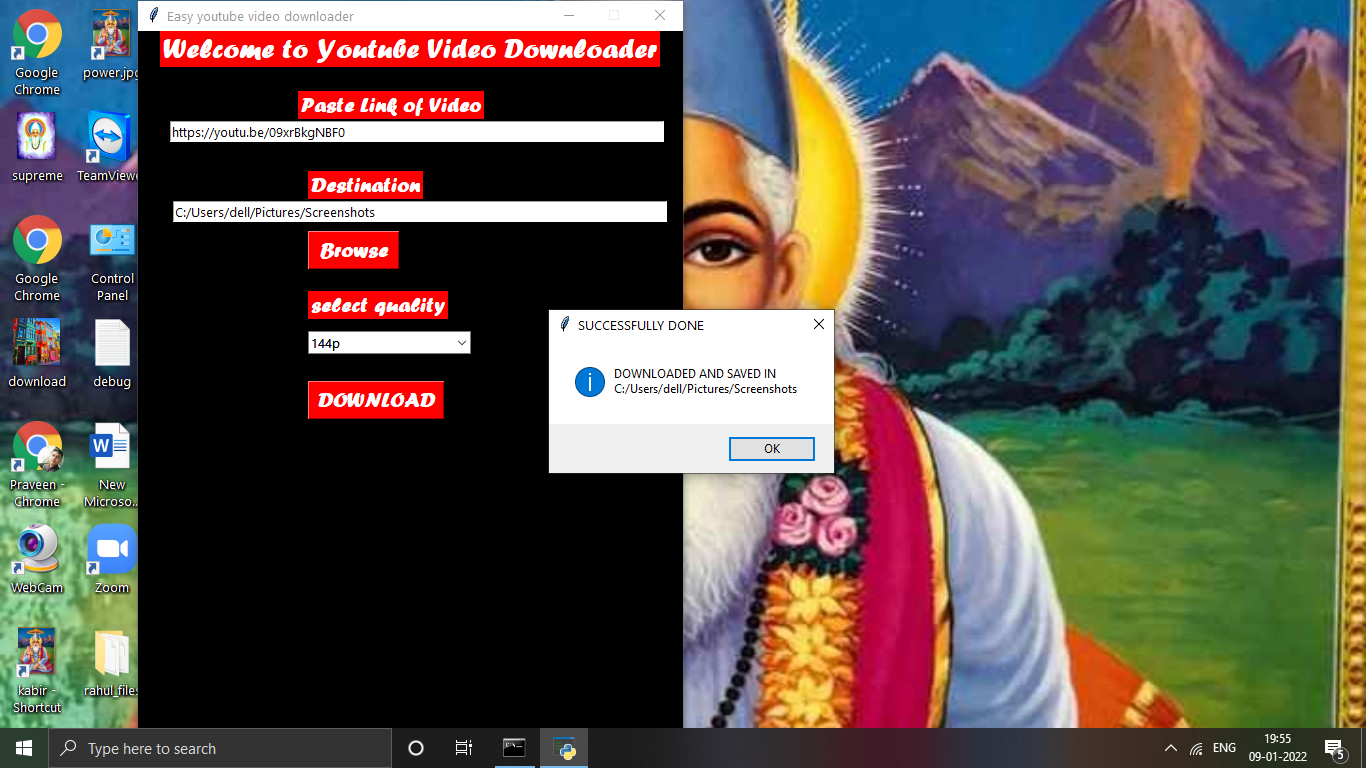 Easy youtube video downloader
Welcome to Youtube Video Downloader
Paste Link of Video
https://youtu.be/09xrBkgNBF0
Destination
C:/Users/dell/Pictures/Screenshots
Browse
select quality
144p
DOWNLOAD
SUCCESSFULLY DONE
DOWNLOADED AND SAVED IN
C:/Users/dell/Pictures/Screenshots
OK
Google
Chrome
power.jpg
supreme
TeamViewe
Google
Chrome
Control
Panel
download
debug
Praveen -
Chrome
W
New
Microso...
WebCam
Zoom
kabir -
Shortcut
rahul_files
Type here to search
ENG
19:55
09-01-2022
5